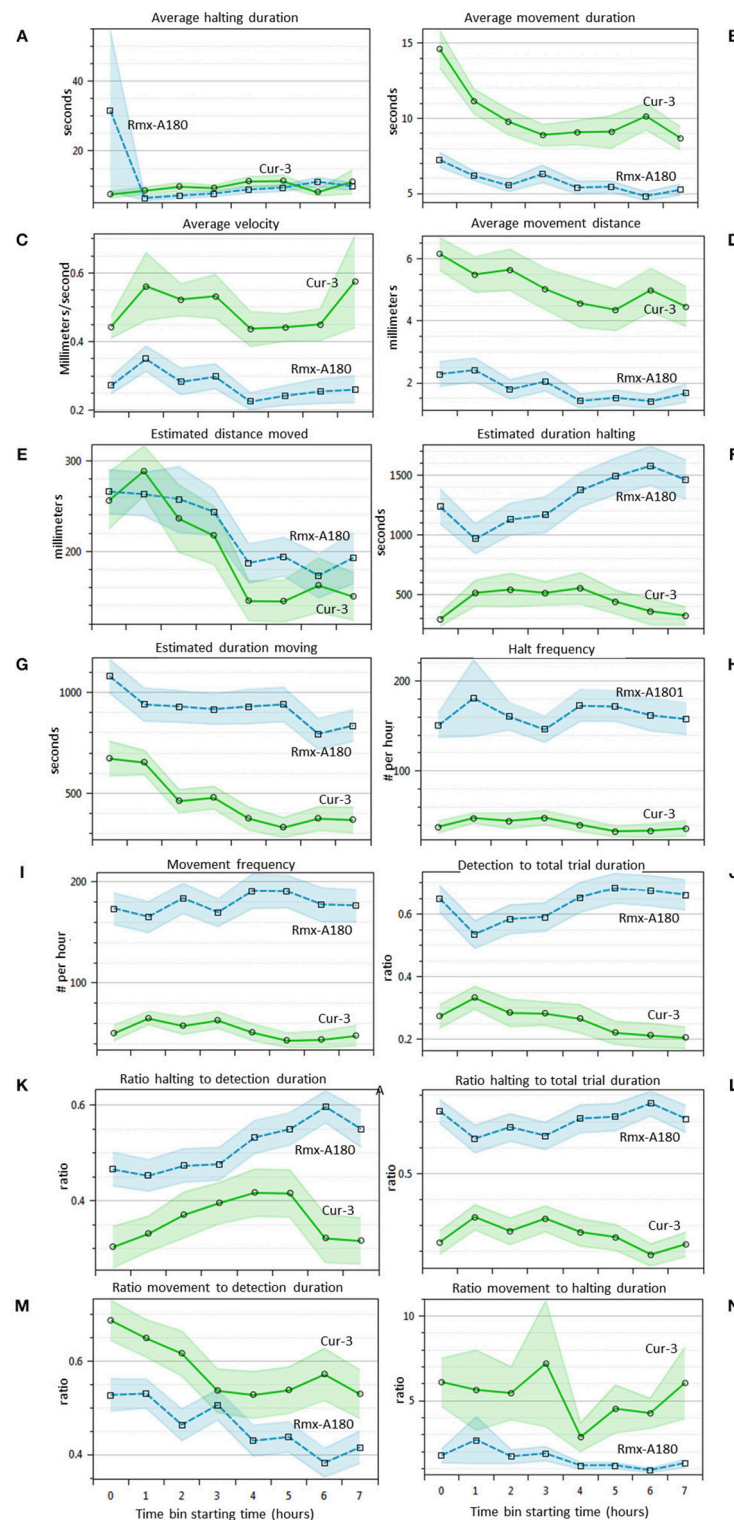 A
Average halting duration
seconds
40
20
Rmx-A180
Cur-3
Average movement duration
B
seconds
15
10
5
Cur-3
Rmx-A180
C
Average velocity
Millimeters/second
0.6
0.4
0.2
Cur-3
Rmx-A180
Average movement distance
D
millimeters
6
4
2
Cur-3
Rmx-A180
E
Estimated distance moved
millimeters
300
200
Rmx-A180
Cur-3
Estimated duration halting
F
seconds
1500
1000
500
Rmx-A180
Cur-3
G
Estimated duration moving
seconds
1000
500
Rmx-A180
Cur-3
Halt frequency
H
# per hour
200
100
Rmx-A1801
Cur-3
I
Movement frequency
# per hour
200
100
Rmx-A180
Cur-3
Detection to total trial duration
J
ratio
0.6
0.4
0.2
Rmx-A180
Cur-3
K
Ratio halting to detection duration
A
ratio
0.6
0.4
Rmx-A180
Cur-3
Ratio halting to total trial duration
L
ratio
0.5
Rmx-A180
Cur-3
M
Ratio movement to detection duration
ratio
0.6
0.4
Cur-3
Rmx-A180
0 1 2 3 4 5 6 7
Time bin starting time (hours)
Ratio movement to halting duration
N
ratio
10
5
Cur-3
Rmx-A180
0 1 2 3 4 5 6 7
Time bin starting time (hours)